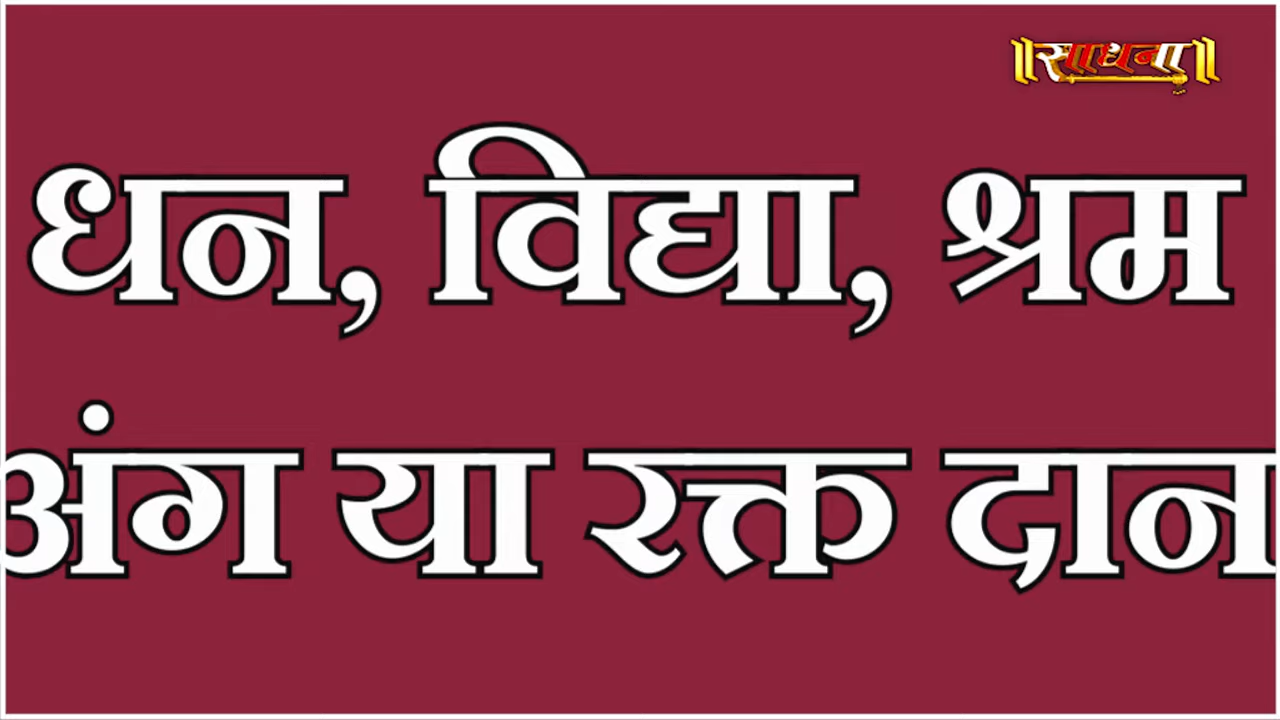 ॥साधना॥
धन, विद्या, श्रम
अंग या रक्त दान